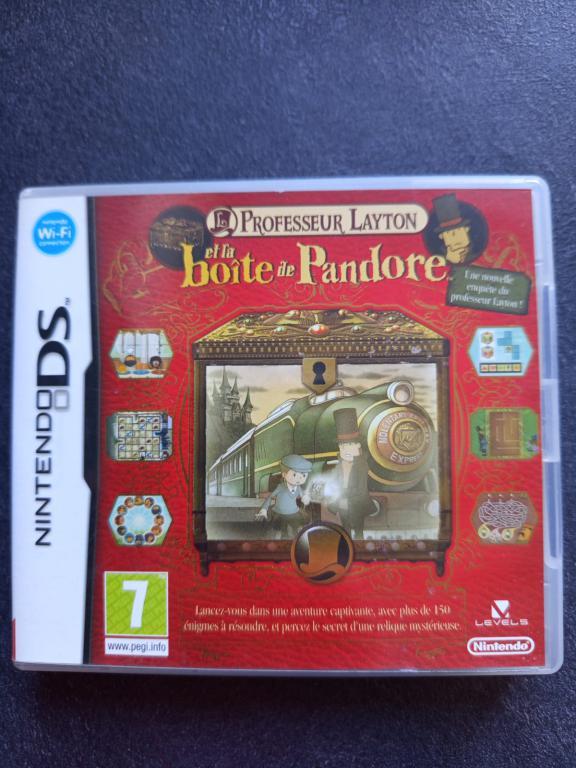 Nintendo
Wi-Fi
CONNECTION
NINTENDO DS™
PROFESSEUR LAYTON
et la
boîte de Pandore
Une nouvelle
enquête du
professeur Layton !
MOLENTARY
EXPRESS
7
www.pegi.info
Lancez-vous dans une aventure captivante, avec plus de 150
énigmes à résoudre, et percez le secret d'une relique mystérieuse.
LEVEL5
Nintendo